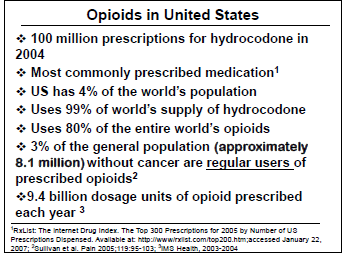 Opioids in United States
❖ 100 million prescriptions for hydrocodone in
2004
❖ Most commonly prescribed medication1
❖ US has 4% of the world's population
❖ Uses 99% of world's supply of hydrocodone
❖ Uses 80% of the entire world's opioids
❖ 3% of the general population (approximately
8.1 million) without cancer are regular users of
prescribed opioids2
❖9.4 billion dosage units of opioid prescribed
each year 3
1RxList: The Internet Drug Index. The Top 300 Prescriptions for 2005 by Number of US
Prescriptions Dispensed. Available at: http://www/rxlist.com/top200.htm;accessed January 22,
2007; 2Sullivan et al. Pain 2005;119:95-103; 3IMS Health, 2003-2004